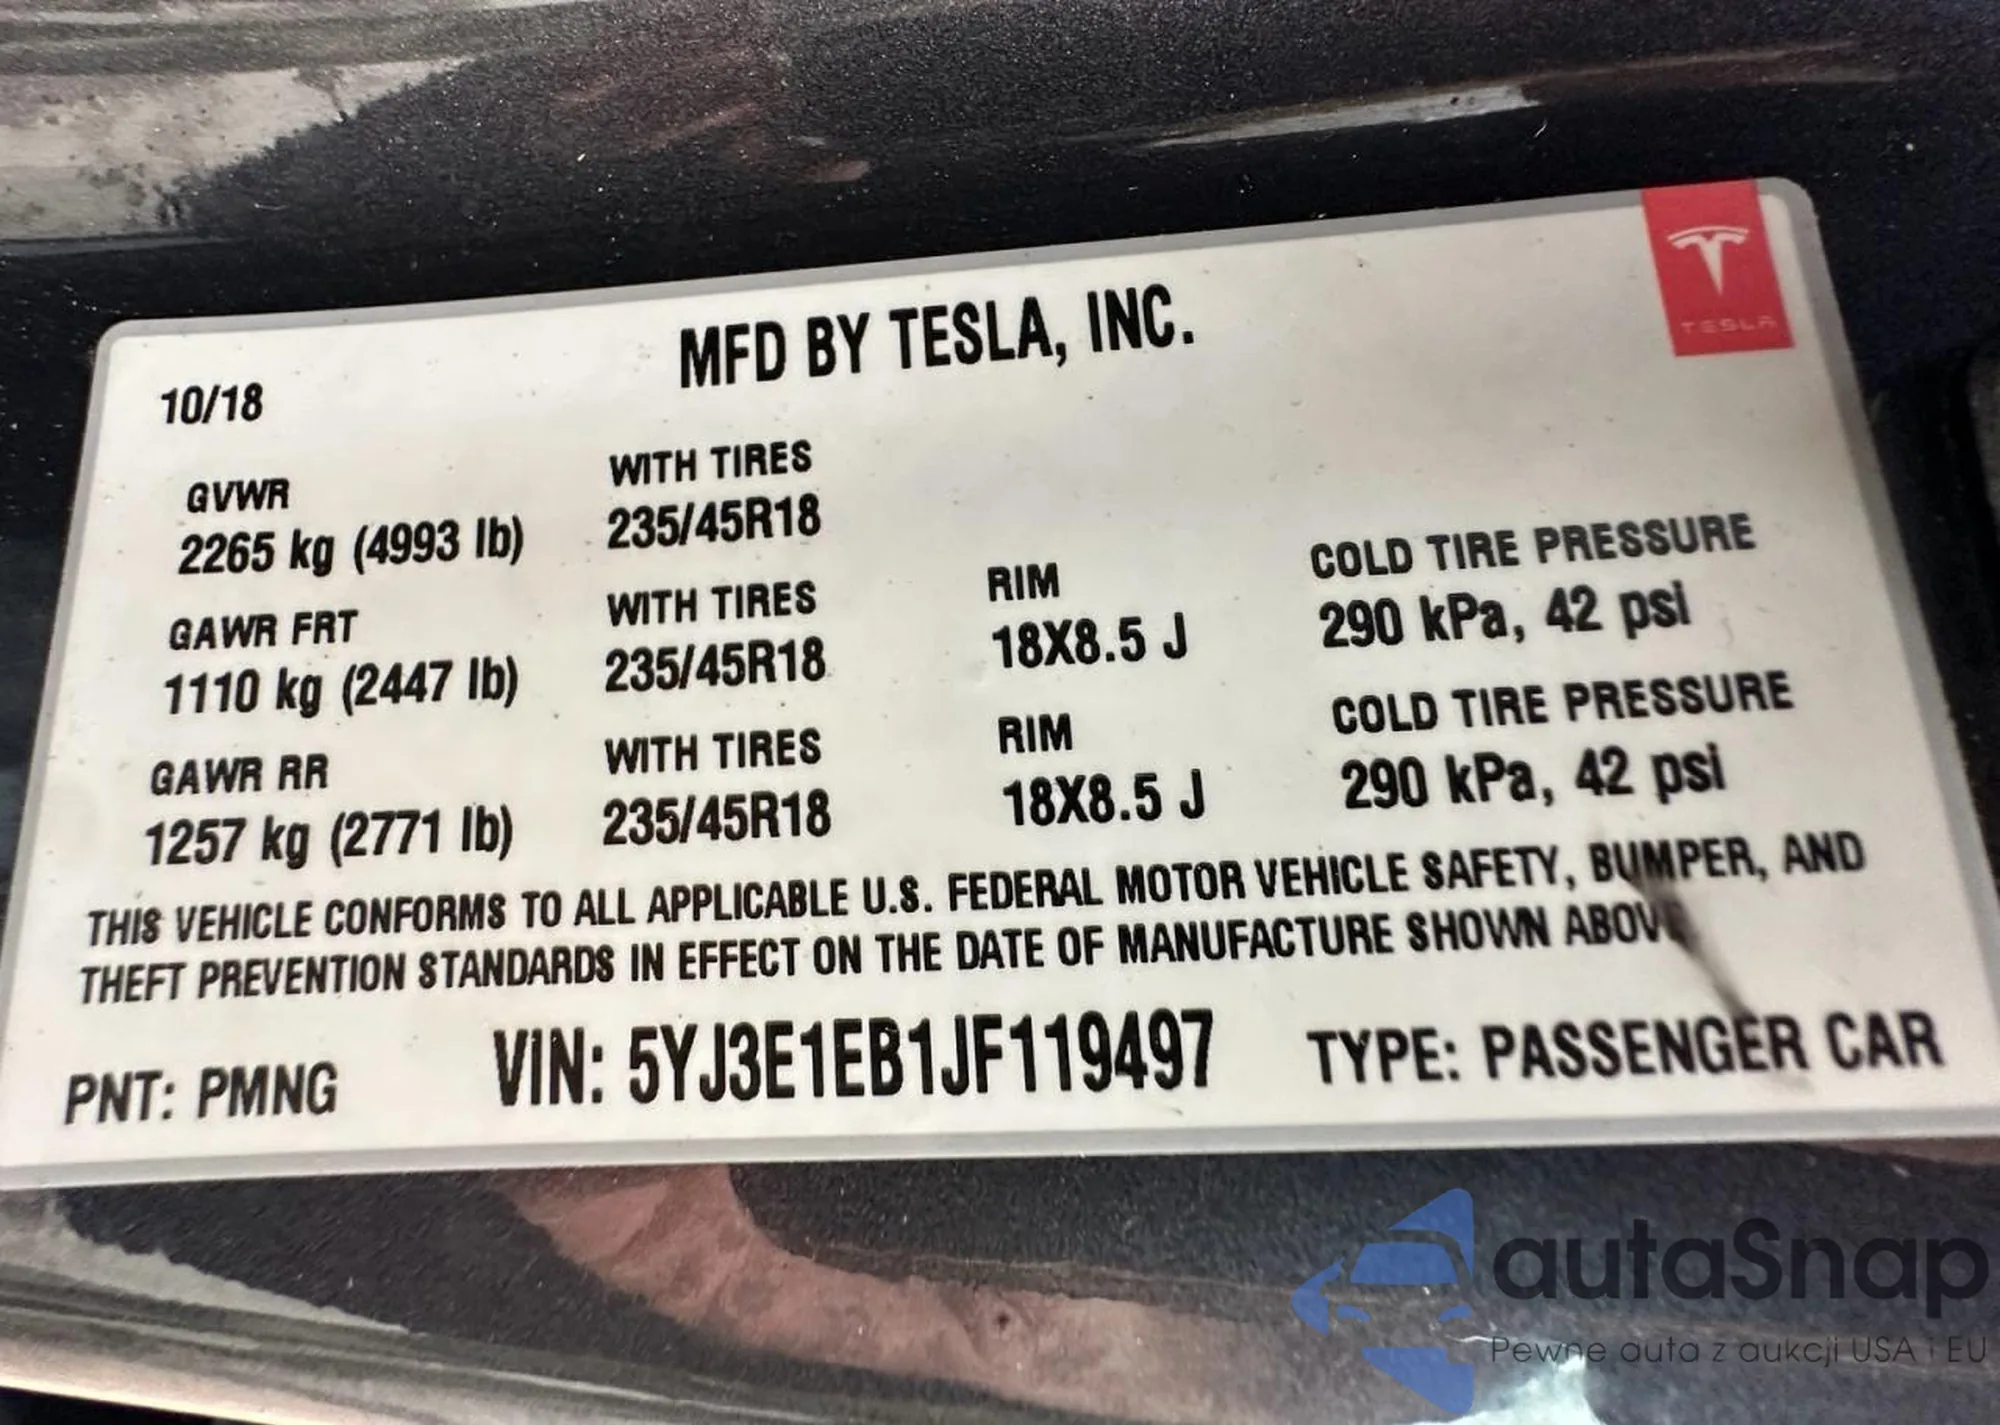 TESLA
MFD BY TESLA, INC.
10/18
GVWR WITH TIRES
2265 kg (4993 lb) 235/45R18
GAWR FRT WITH TIRES RIM COLD TIRE PRESSURE
1110 kg (2447 lb) 235/45R18 18X8.5 J 290 kPa, 42 psi
GAWR RR WITH TIRES RIM COLD TIRE PRESSURE
1257 kg (2771 lb) 235/45R18 18X8.5 J 290 kPa, 42 psi
THIS VEHICLE CONFORMS TO ALL APPLICABLE U.S. FEDERAL MOTOR VEHICLE SAFETY, BUMPER, AND
THEFT PREVENTION STANDARDS IN EFFECT ON THE DATE OF MANUFACTURE SHOWN ABOVE
PNT: PMNG VIN: 5YJ3E1EB1JF119497 TYPE: PASSENGER CAR
autaSnap
Pewne auta z aukcji USA i EU